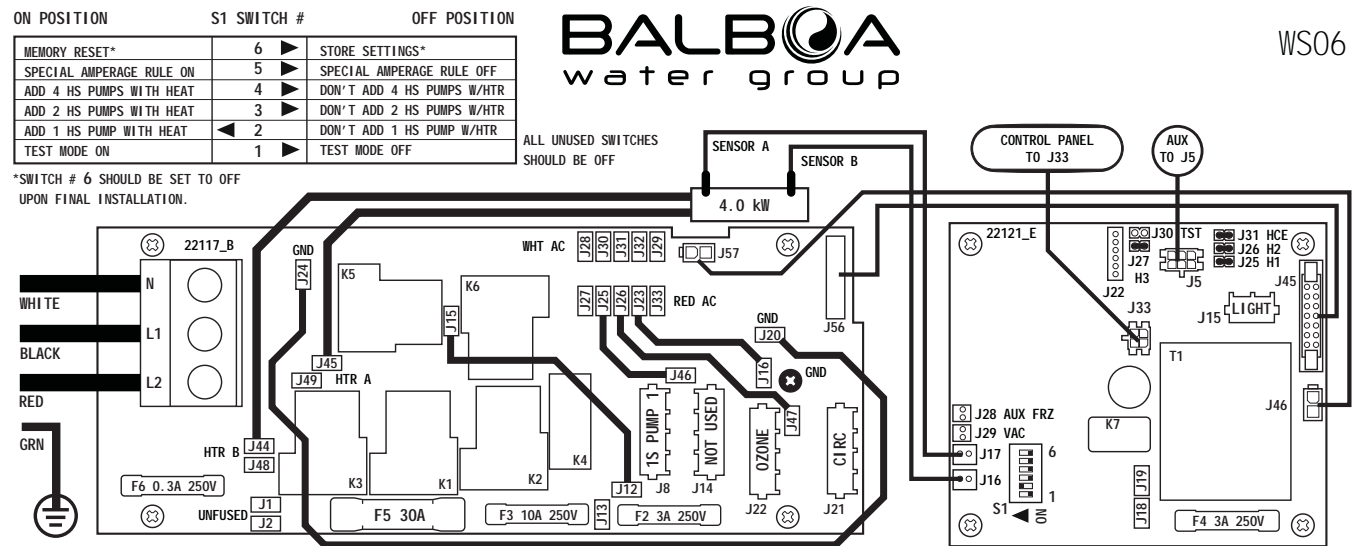 ON POSITION S1 SWITCH # OFF POSITION
MEMORY RESET* 6 STORE SETTINGS*
SPECIAL AMPERAGE RULE ON 5 SPECIAL AMPERAGE RULE OFF
ADD 4 HS PUMPS WITH HEAT 4 DON'T ADD 4 HS PUMPS W/HTR
ADD 2 HS PUMPS WITH HEAT 3 DON'T ADD 2 HS PUMPS W/HTR
ADD 1 HS PUMP WITH HEAT 2 DON'T ADD 1 HS PUMP W/HTR
TEST MODE ON 1 TEST MODE OFF
*SWITCH # 6 SHOULD BE SET TO OFF
UPON FINAL INSTALLATION.
ALL UNUSED SWITCHES
SHOULD BE OFF
BALBOA
water group
WS06
SENSOR A
SENSOR B
4.0 kW
CONTROL PANEL
TO J33
AUX
TO J5
22117_B
GND
J24
WHT AC
J28
J30
J31
J32
J29
J57
N
WHITE
L1
BLACK
L2
RED
GRN
K5
K6
J15
J27
J25
J26
J23
J33
RED AC
J56
GND
J20
J45
J49
HTR A
J46
J16
GND
J47
J44
HTR B
J48
K3
K1
K2
K4
1S PUMP 1
J8
NOT USED
J14
OZONE
J22
CIRC
J21
J12
J13
F6 0.3A 250V
UNFUSED
J1
J2
F5 30A
F3 10A 250V
F2 3A 250V
22121_E
J22
J30 TST
J27
H3
J5
J31 HCE
J26 H2
J25 H1
J45
J33
J15
LIGHT
T1
J46
K7
J28 AUX FRZ
J29 VAC
J17
J16
6
1
S1
ON
J19
J18
F4 3A 250V